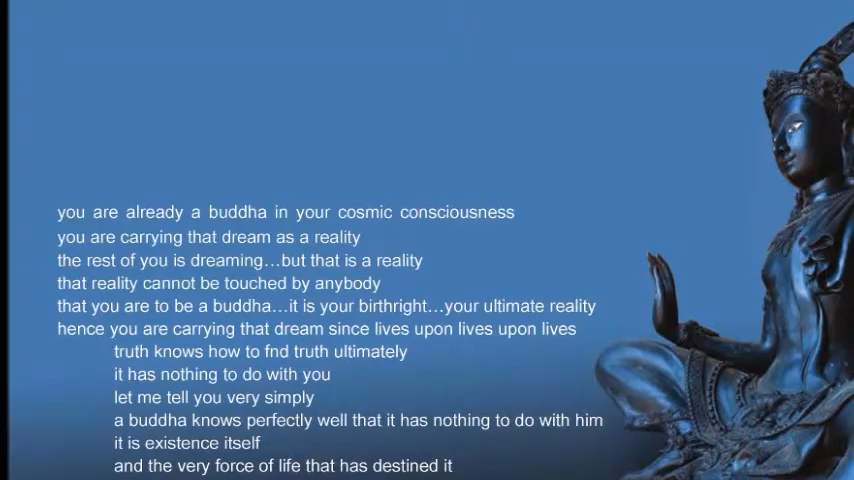 you are already a buddha in your cosmic consciousness
you are carrying that dream as a reality
the rest of you is dreaming...but that is a reality
that reality cannot be touched by anybody
that you are to be a buddha...it is your birthright...your ultimate reality
hence you are carrying that dream since lives upon lives upon lives
truth knows how to fnd truth ultimately
it has nothing to do with you
let me tell you very simply
a buddha knows perfectly well that it has nothing to do with him
it is existence itself
and the very force of life that has destined it